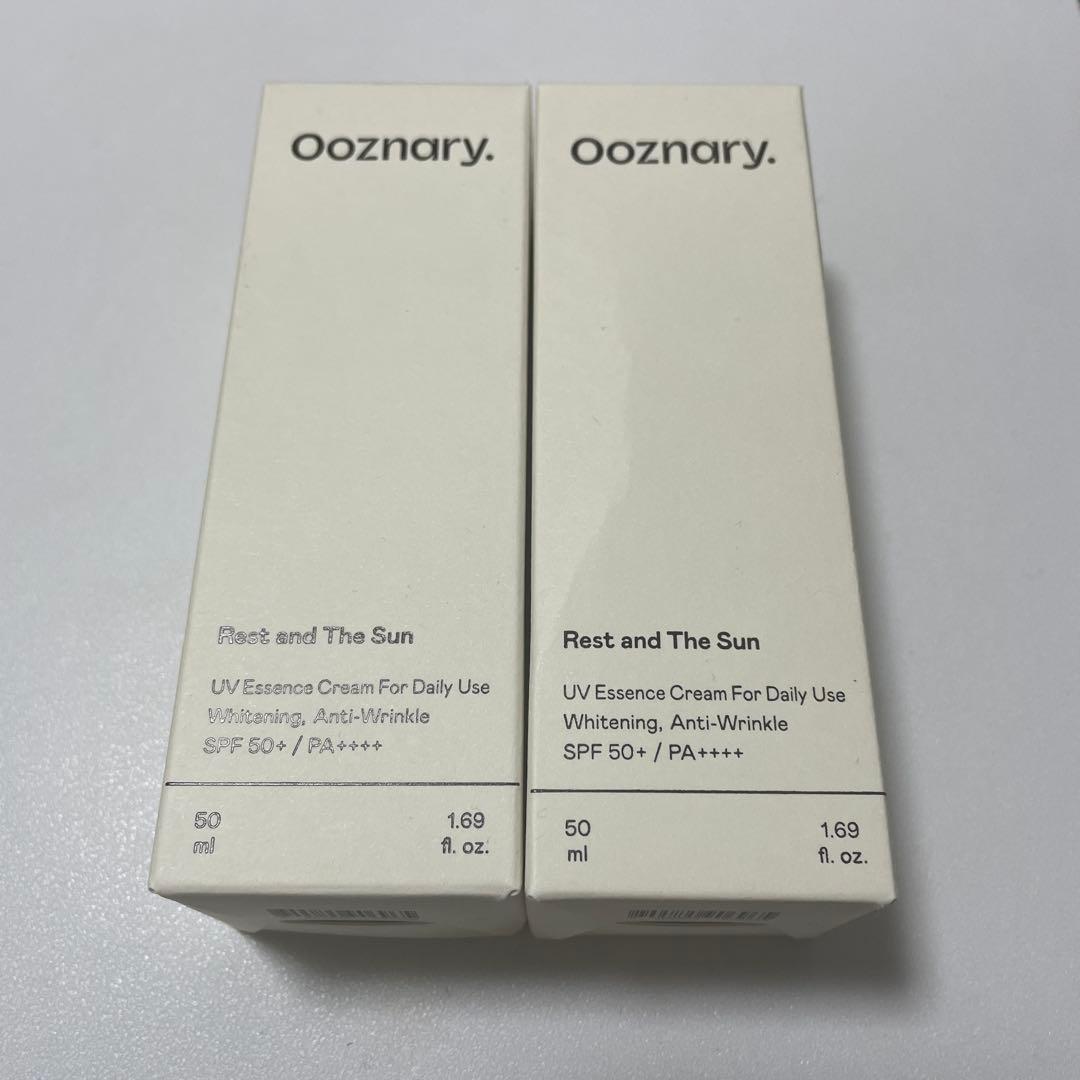 Ooznary.
Rest and The Sun
UV Essence Cream For Daily Use
Whitening, Anti-Wrinkle
SPF 50+ / PA++++
50
ml
1.69
fl. oz.
Ooznary.
Rest and The Sun
UV Essence Cream For Daily Use
Whitening, Anti-Wrinkle
SPF 50+ / PA++++
50
ml
1.69
fl. oz.